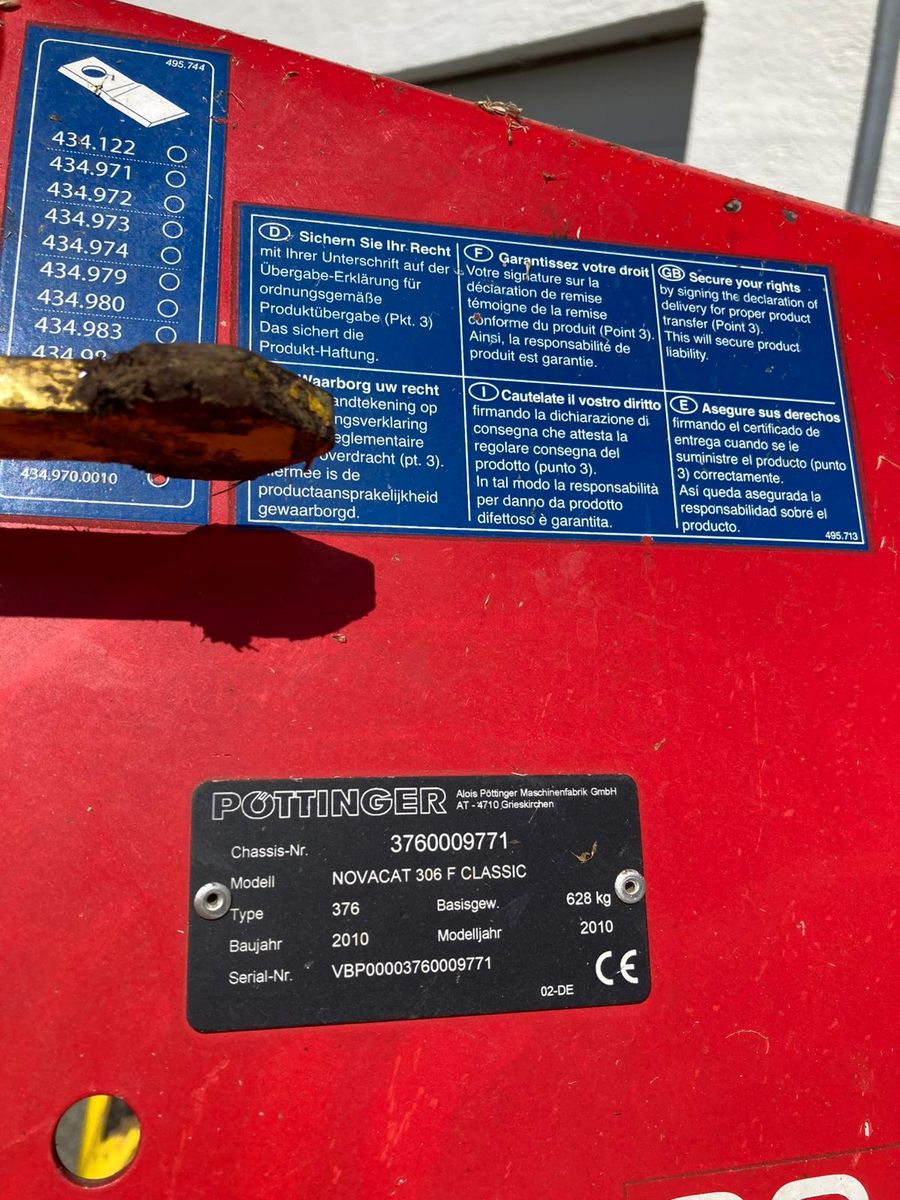 495.744
434.122
434.971
434.972
434.973
434.974
434.979
434.980
434.983
434.970.0010
D Sichern Sie Ihr Recht
mit Ihrer Unterschrift auf der
Übergabe-Erklärung für
ordnungsgemäße
Produktübergabe (Pkt. 3)
Das sichert die
Produkt-Haftung.
F Garantissez votre droit
Votre signature sur la
déclaration de remise
témoigne de la remise
conforme du produit (Point 3).
Ainsi, la responsabilité de
produit est garantie.
GB Secure your rights
by signing the declaration of
delivery for proper product
transfer (Point 3).
This will secure product
liability.
Waarborg uw recht
op
(pt. 3).
is de
productaansprakelijkheid
gewaarborgd.
I Cautelate il vostro diritto
firmando la dichiarazione di
consegna che attesta la
regolare consegna del
prodotto (punto 3).
In tal modo la responsabilità
per danno da prodotto
difettoso è garantita.
E Asegure sus derechos
firmando el certificado de
entrega cuando se le
suministre el producto (punto
3) correctamente.
Así queda asegurada la
responsabilidad sobre el
producto.
495.713
PÖTTINGER
Alois Pöttinger Maschinenfabrik GmbH
AT - 4710 Grieskirchen
Chassis-Nr. 3760009771
Modell NOVACAT 306 F CLASSIC
Type 376 Basisgew. 628 kg
Baujahr 2010 Modelljahr 2010
Serial-Nr. VBP00003760009771
CE
02-DE